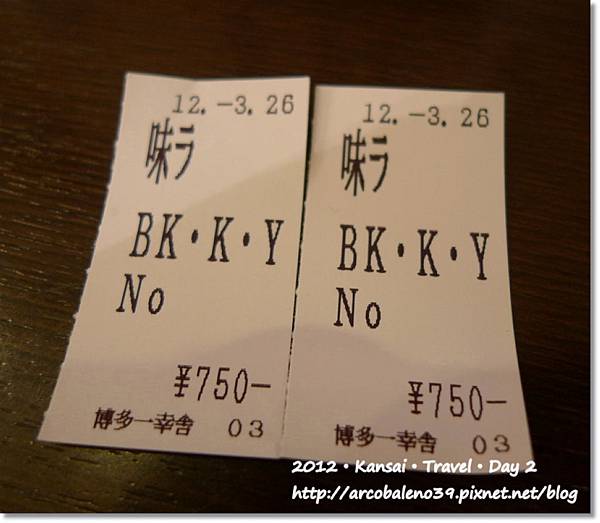 12.-3.26
味ラ
BK・K・Y
No
¥750-
博多一幸舎 03
12.-3.26
味ラ
BK・K・Y
No
¥750-
博多一幸舎 03
2012・Kansai・Travel・Day 2
http://arcobaleno39.pixnet.net/blog